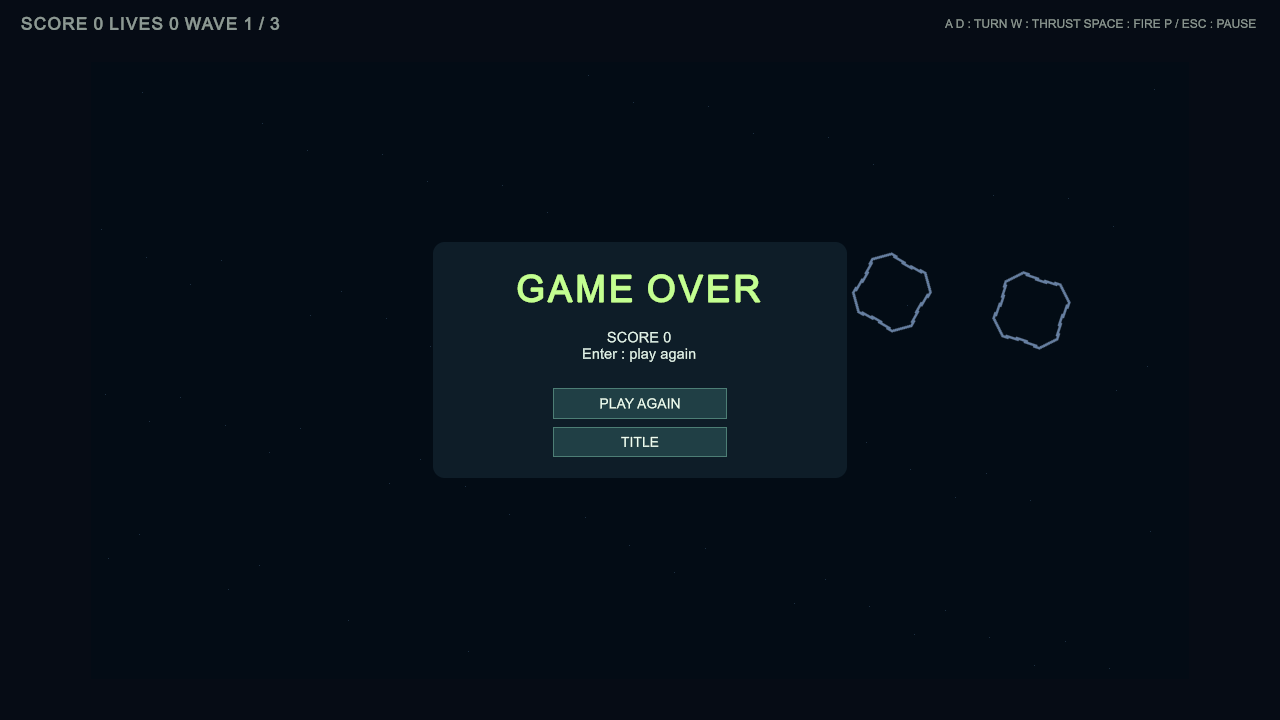 SCORE 0 LIVES 0 WAVE 1 / 3
A D : TURN W : THRUST SPACE : FIRE P / ESC : PAUSE
GAME OVER
SCORE 0
Enter : play again
PLAY AGAIN
TITLE